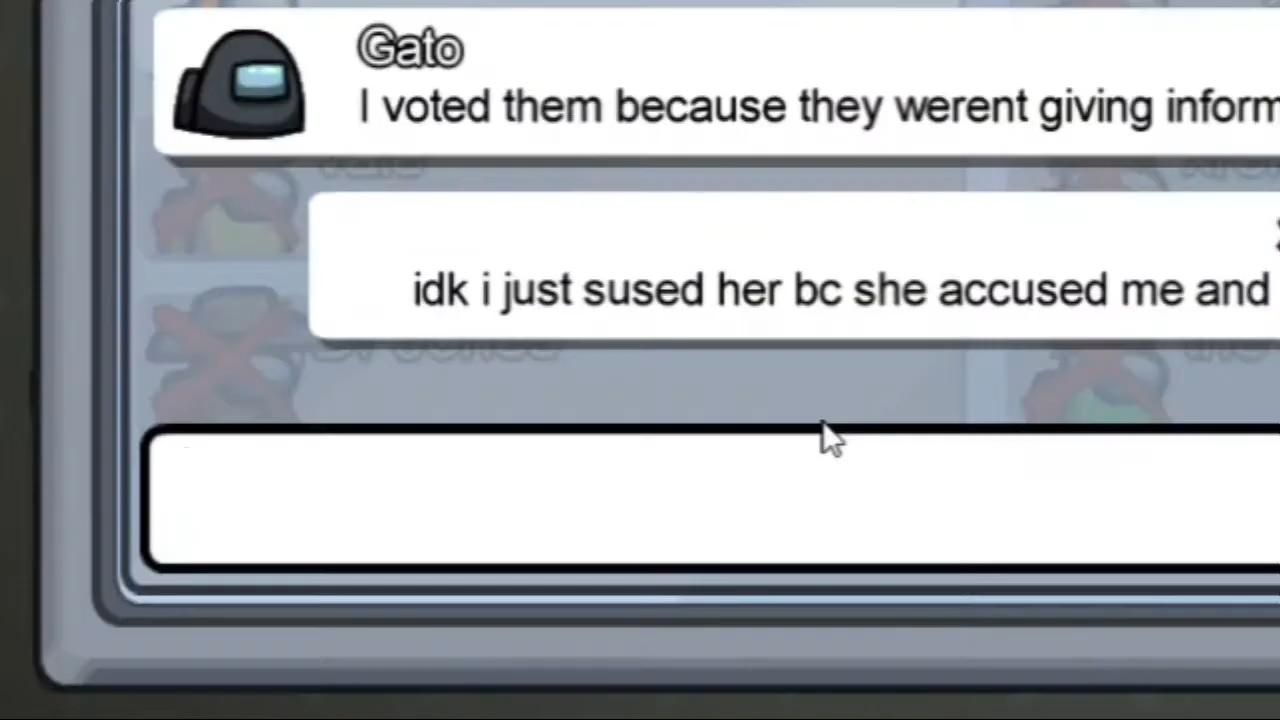 Gato
I voted them because they werent giving inform
idk i just sused her bc she accused me and